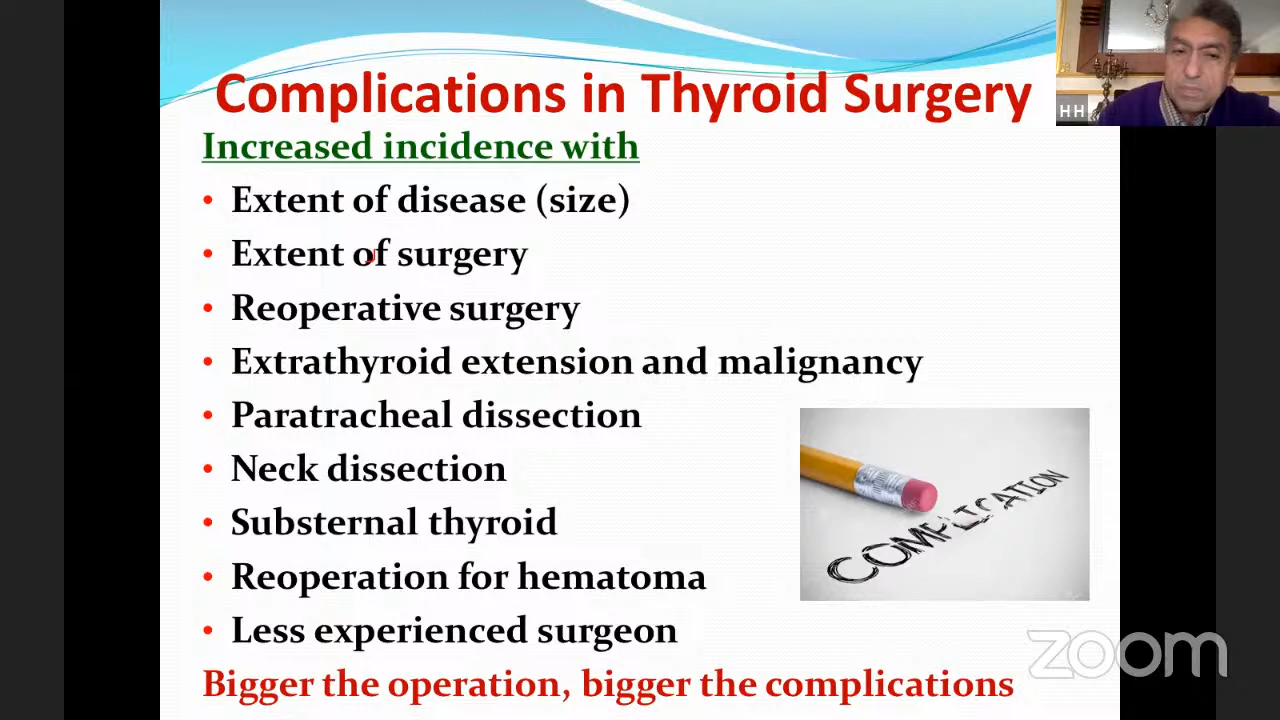 Complications in Thyroid Surgery
HH
Increased incidence with
• Extent of disease (size)
• Extent of surgery
• Reoperative surgery
• Extrathyroid extension and malignancy
• Paratracheal dissection
• Neck dissection
• Substernal thyroid
• Reoperation for hematoma
• Less experienced surgeon
COMPLICATION
Bigger the operation, bigger the complications
zoom